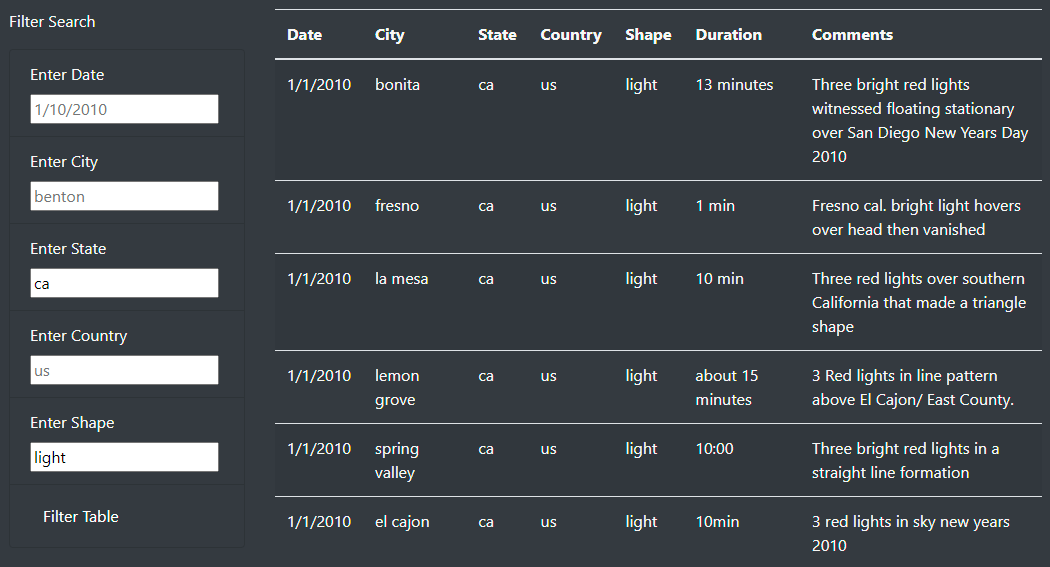 Filter Search
Enter Date
1/10/2010
Enter City
benton
Enter State
ca
Enter Country
us
Enter Shape
light
Filter Table
Date City State Country Shape Duration Comments
1/1/2010 bonita ca us light 13 minutes Three bright red lights
witnessed floating stationary
over San Diego New Years Day
2010
1/1/2010 fresno ca us light 1 min Fresno cal. bright light hovers
over head then vanished
1/1/2010 la mesa ca us light 10 min Three red lights over southern
California that made a triangle
shape
1/1/2010 lemon ca us light about 15 3 Red lights in line pattern
grove minutes above El Cajon/ East County.
1/1/2010 spring ca us light 10:00 Three bright red lights in a
valley straight line formation
1/1/2010 el cajon ca us light 10min 3 red lights in sky new years
2010